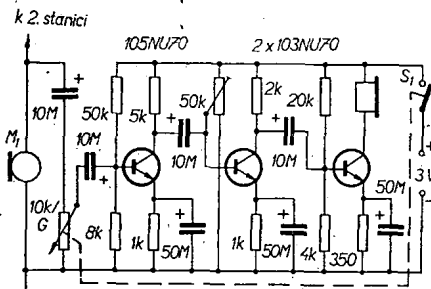 k 2. stanici
105NU70
2 x 103NU70
S₁
10M
50k
5k
50k
2k
20k
M₁
10M
10M
10M
50M
+
3V
-
10k/G
8k
1k
50M
1k
50M
4k
350